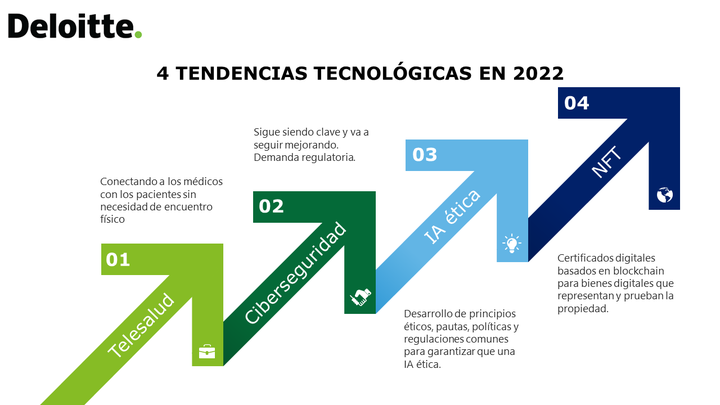 Deloitte.
4 TENDENCIAS TECNOLÓGICAS EN 2022
01
Telesalud
Conectando a los médicos
con los pacientes sin
necesidad de encuentro
físico
02
Ciberseguridad
Sigue siendo clave y va a
seguir mejorando.
Demanda regulatoria.
03
IA ética
Desarrollo de principios
éticos, pautas, políticas y
regulaciones comunes
para garantizar que una
IA ética.
04
NFT
Certificados digitales
basados en blockchain
para bienes digitales que
representan y prueban la
propiedad.